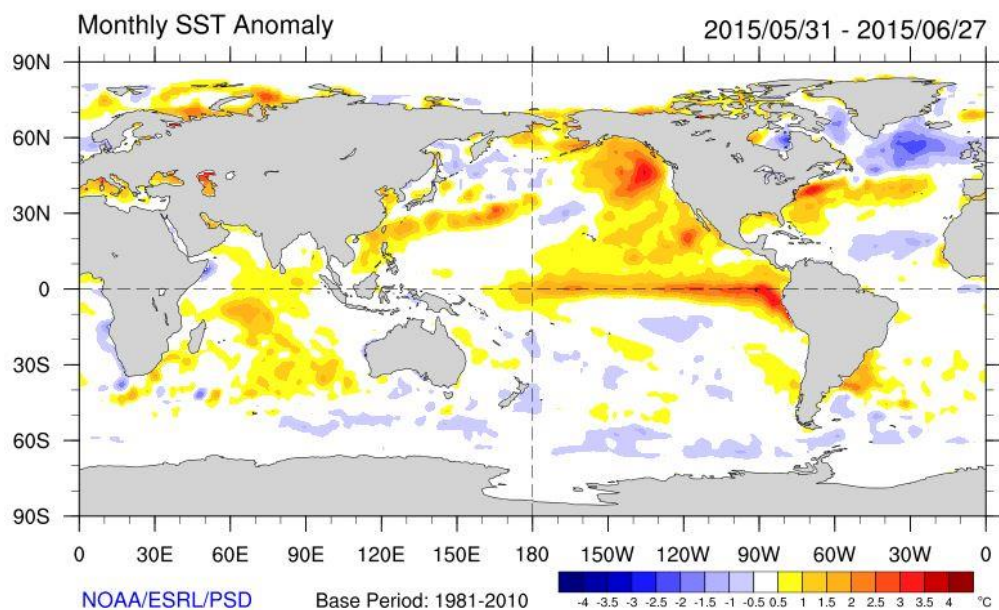 Monthly SST Anomaly 2015/05/31 - 2015/06/27
90N
60N
30N
0
30S
60S
90S
0 30E 60E 90E 120E 150E 180 150W 120W 90W 60W 30W 0
NOAA/ESRL/PSD Base Period: 1981-2010
-4 -3.5 -3 -2.5 -2 -1.5 -1 -0.5 0.5 1 1.5 2 2.5 3 3.5 4 °C